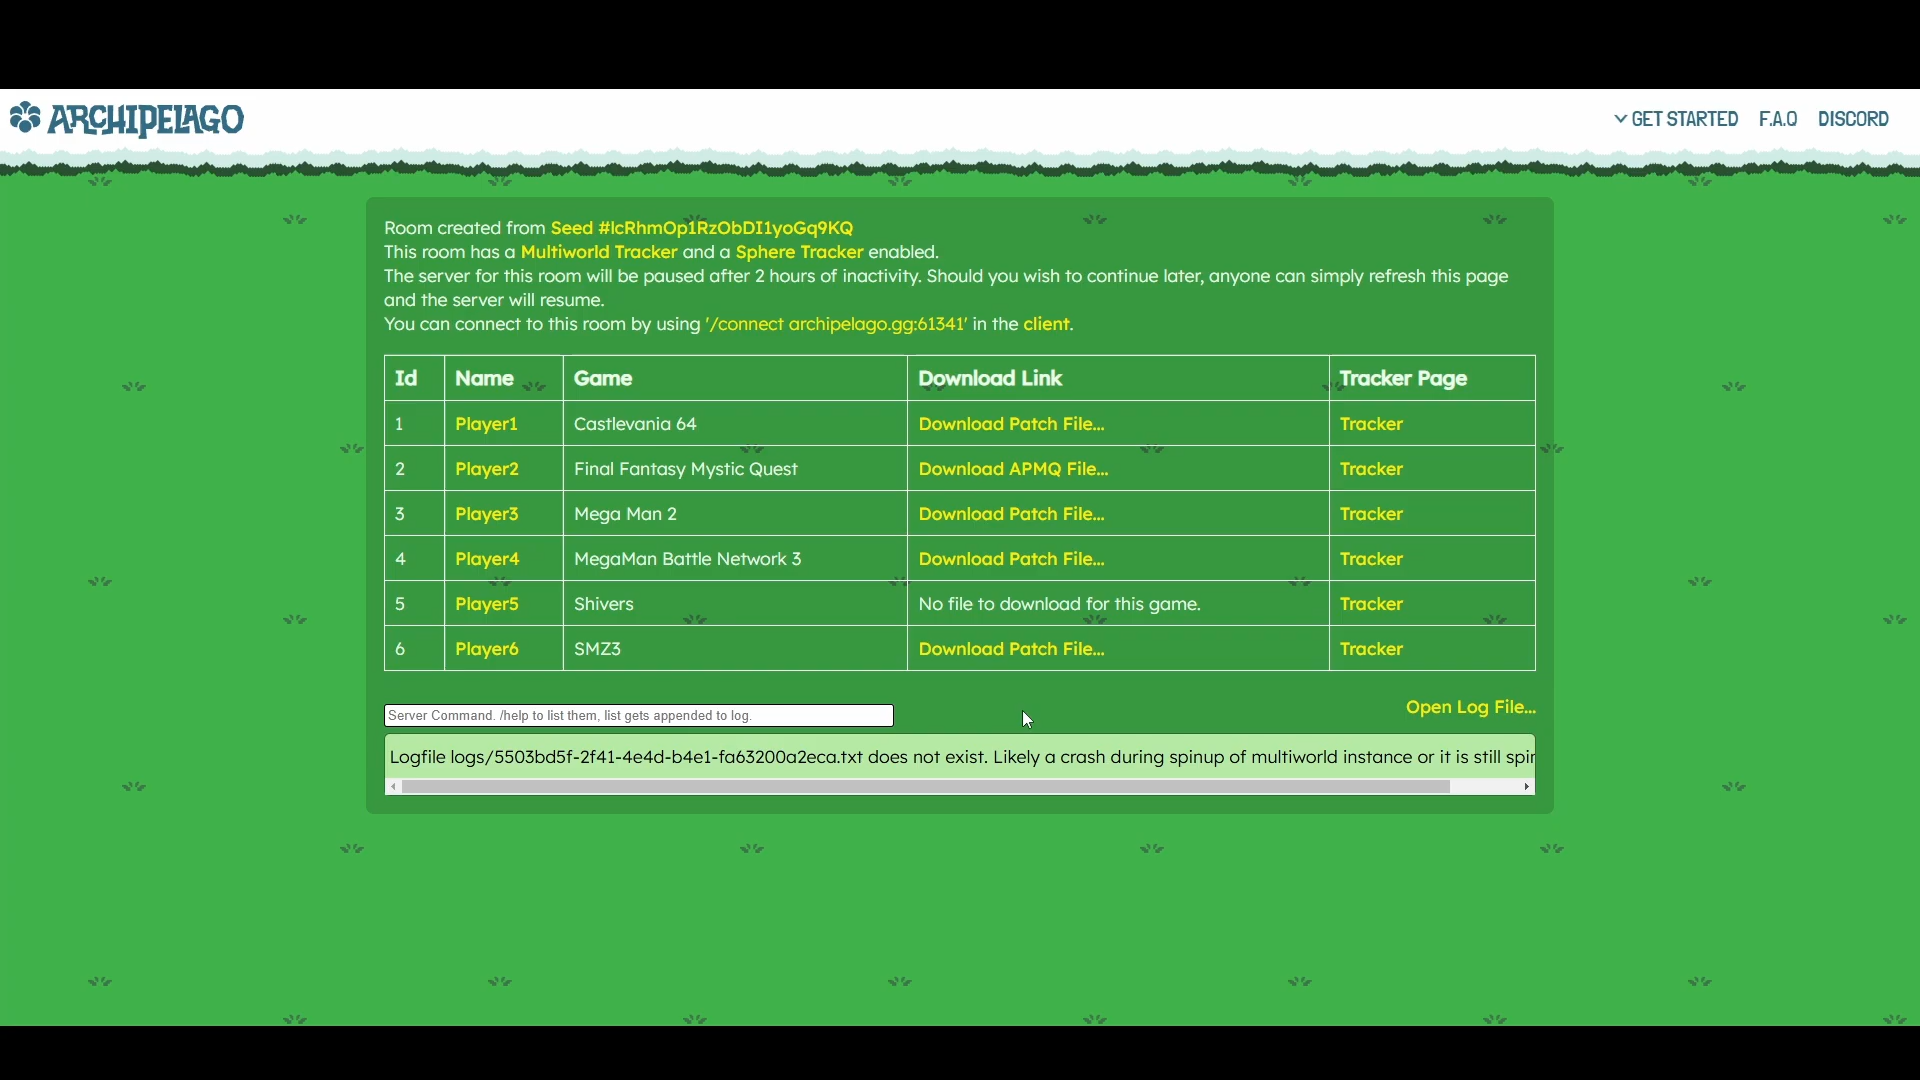 ARCHIPELAGO
GET STARTED F.A.Q DISCORD
Room created from Seed #lcRhmOp1RzObDI1yoGq9KQ
This room has a Multiworld Tracker and a Sphere Tracker enabled.
The server for this room will be paused after 2 hours of inactivity. Should you wish to continue later, anyone can simply refresh this page
and the server will resume.
You can connect to this room by using '/connect archipelago.gg:61341' in the client.
Id Name Game Download Link Tracker Page
1 Player1 Castlevania 64 Download Patch File... Tracker
2 Player2 Final Fantasy Mystic Quest Download APMQ File... Tracker
3 Player3 Mega Man 2 Download Patch File... Tracker
4 Player4 MegaMan Battle Network 3 Download Patch File... Tracker
5 Player5 Shivers No file to download for this game. Tracker
6 Player6 SMZ3 Download Patch File... Tracker
Server Command. /help to list them, list gets appended to log.
Open Log File...
Logfile logs/5503bd5f-2f41-4e4d-b4e1-fa63200a2eca.txt does not exist. Likely a crash during spinup of multiworld instance or it is still spin